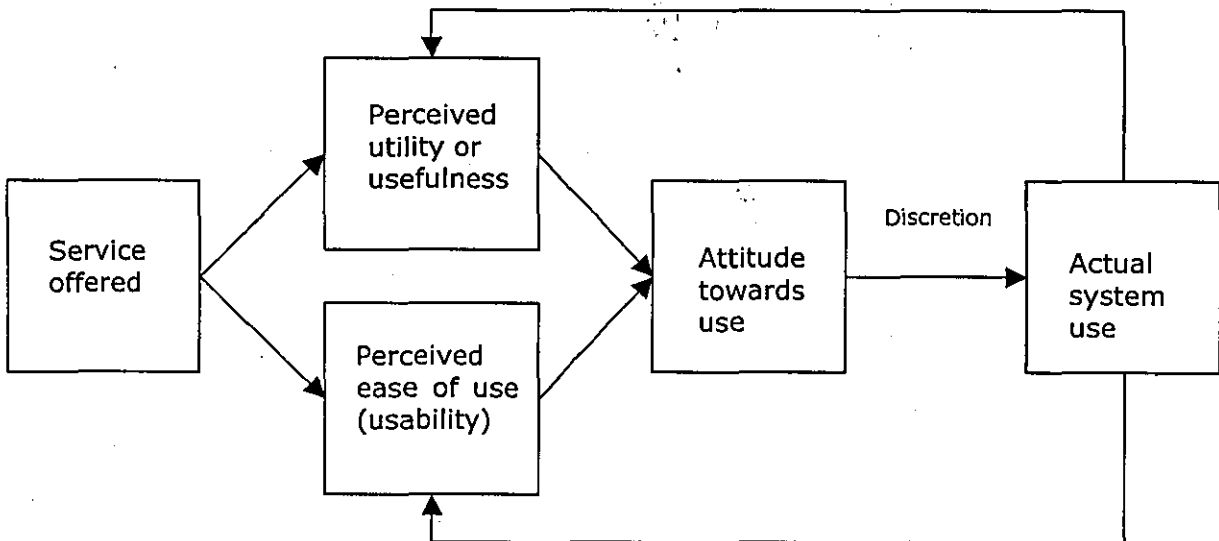 Service
offered
Perceived
utility or
usefulness
Perceived
ease of use
(usability)
Attitude
towards
use
Discretion
Actual
system
use